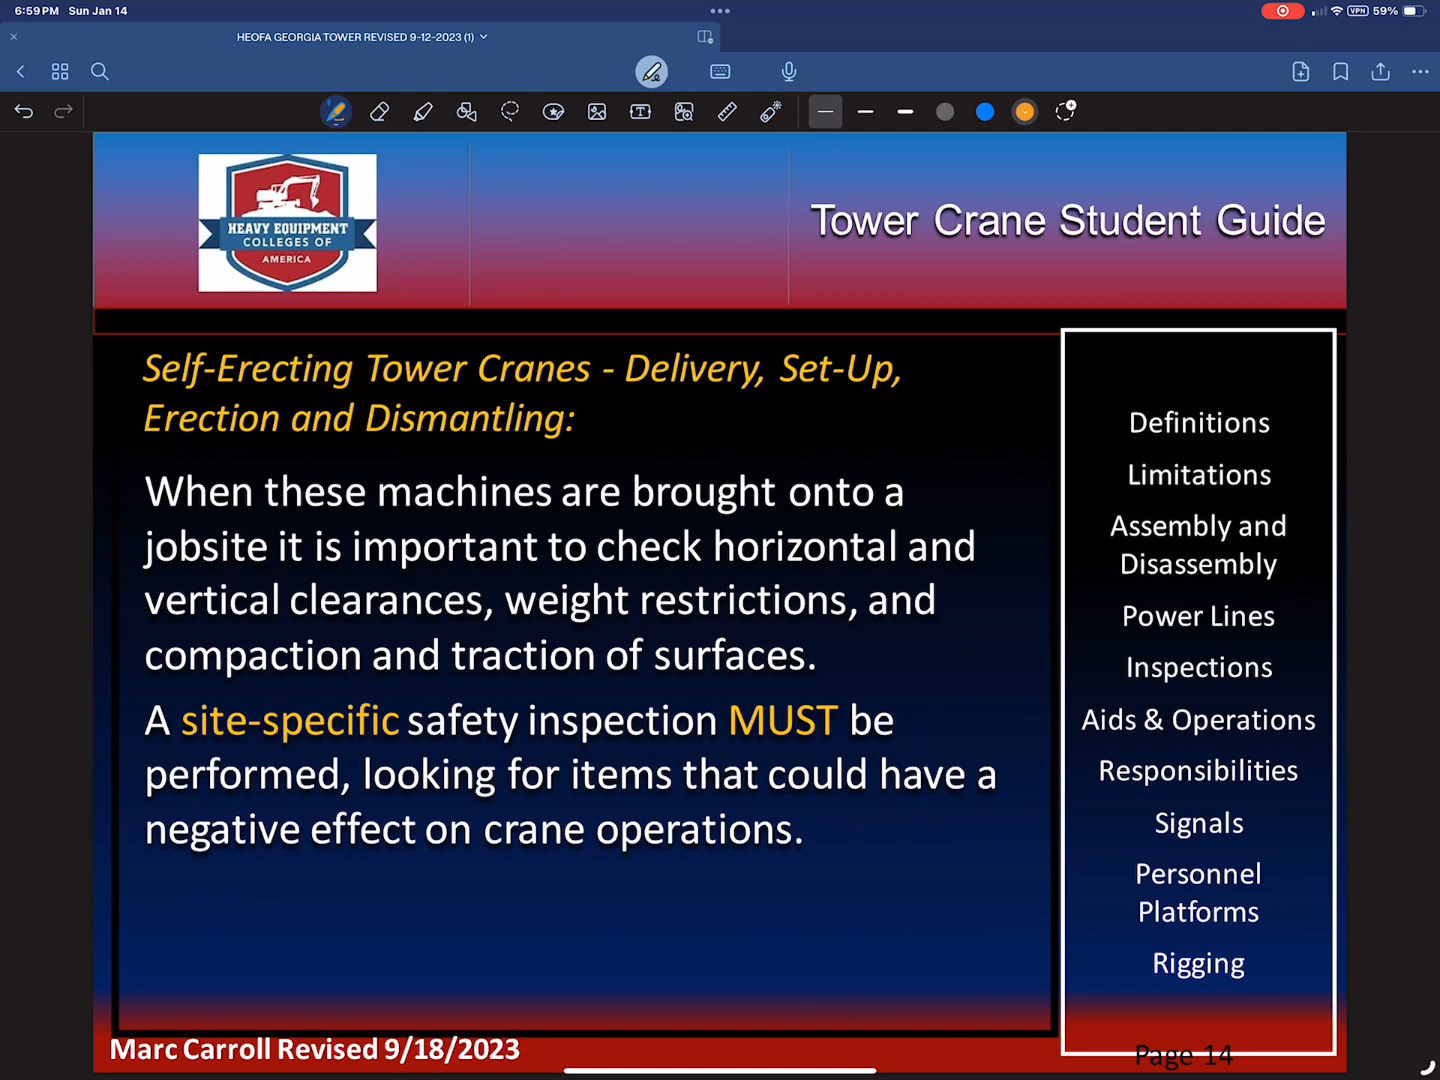 6:59 PM Sun Jan 14
VPN 59%
HEOFA GEORGIA TOWER REVISED 9-12-2023 (1)
HEAVY EQUIPMENT
COLLEGES OF
AMERICA
Tower Crane Student Guide
Self-Erecting Tower Cranes - Delivery, Set-Up,
Erection and Dismantling:
When these machines are brought onto a
jobsite it is important to check horizontal and
vertical clearances, weight restrictions, and
compaction and traction of surfaces.
A site-specific safety inspection MUST be
performed, looking for items that could have a
negative effect on crane operations.
Definitions
Limitations
Assembly and
Disassembly
Power Lines
Inspections
Aids & Operations
Responsibilities
Signals
Personnel
Platforms
Rigging
Marc Carroll Revised 9/18/2023
Page 14